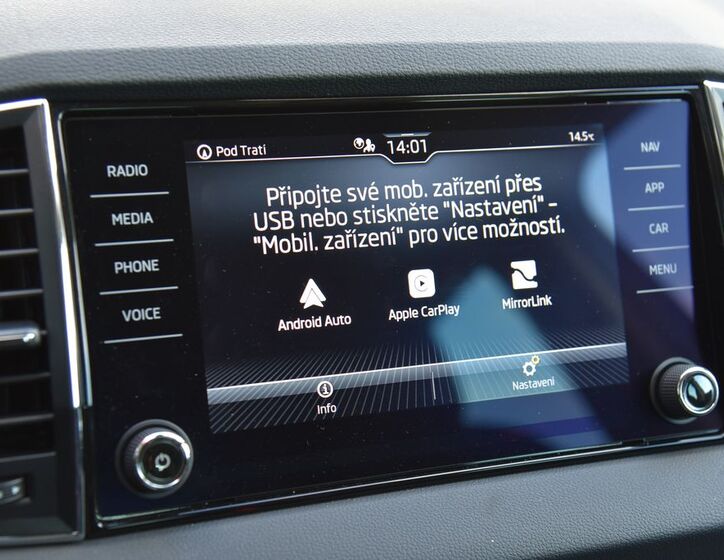 Pod Tratí
14:01
14.5°C
RADIO
MEDIA
PHONE
VOICE
Připojte své mob. zařízení přes
USB nebo stiskněte "Nastavení" –
"Mobil. zařízení" pro více možností.
Android Auto
Apple CarPlay
MirrorLink
Info
Nastavení
NAV
APP
CAR
MENU